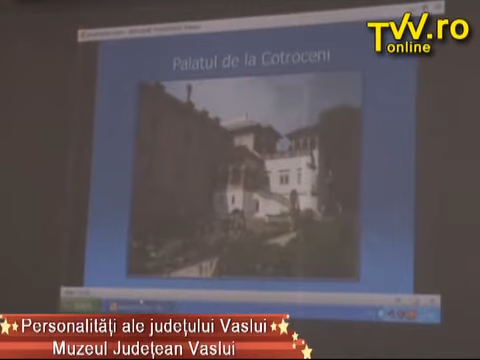 TVV.ro
online
Palatul de la Cotroceni
Personalități ale județului Vaslui
Muzeul Județean Vaslui